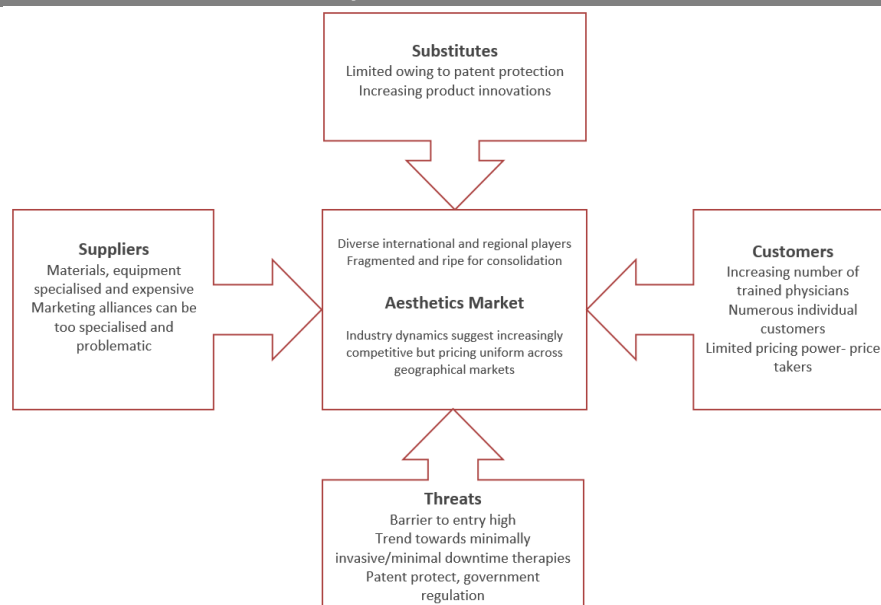 Substitutes
Limited owing to patent protection
Increasing product innovations
Suppliers
Materials, equipment
specialised and expensive
Marketing alliances can be
too specialised and
problematic
Diverse international and regional players
Fragmented and ripe for consolidation
Aesthetics Market
Industry dynamics suggest increasingly
competitive but pricing uniform across
geographical markets
Customers
Increasing number of
trained physicians
Numerous individual
customers
Limited pricing power- price
takers
Threats
Barrier to entry high
Trend towards minimally
invasive/minimal downtime therapies
Patent protect, government
regulation